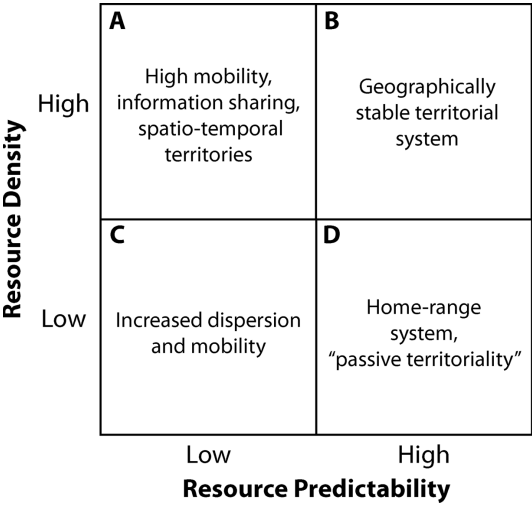 A
High mobility,
information sharing,
spatio-temporal
territories
B
Geographically
stable territorial
system
C
Increased dispersion
and mobility
D
Home-range
system,
“passive territoriality”
Resource Density
High
Low
Low
High
Resource Predictability